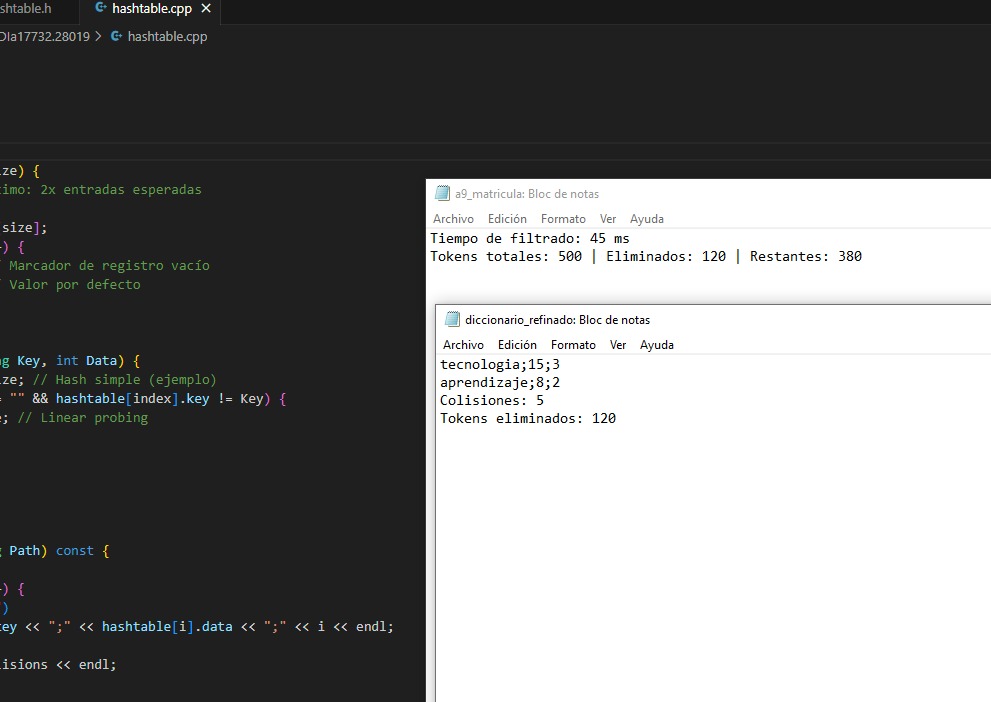 shtable.h
hashtable.cpp
DIa17732.28019 > hashtable.cpp
ze) {
imo: 2x entradas esperadas
size];
) {
Marcador de registro vacío
Valor por defecto
g Key, int Data) {
ze; // Hash simple (ejemplo)
= "" && hashtable[index].key != Key) {
; // Linear probing
Path) const {
) {
)
ey << ";" << hashtable[i].data << ";" << i << endl;
isions << endl;
a9_matricula: Bloc de notas
Archivo Edición Formato Ver Ayuda
Tiempo de filtrado: 45 ms
Tokens totales: 500 | Eliminados: 120 | Restantes: 380
diccionario_refinado: Bloc de notas
Archivo Edición Formato Ver Ayuda
tecnologia;15;3
aprendizaje;8;2
Colisiones: 5
Tokens eliminados: 120